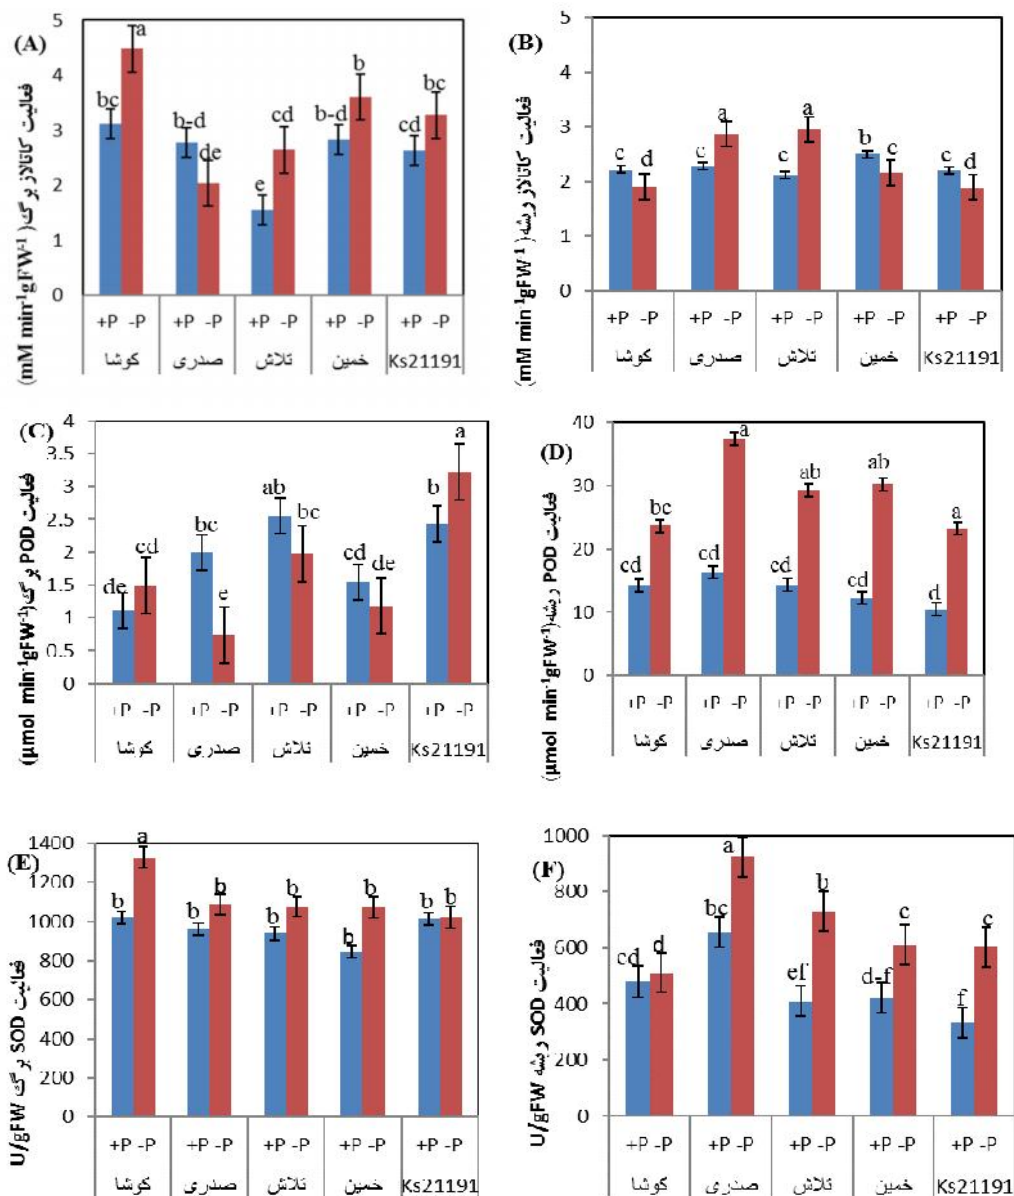 (A)
فعالیت کاتالاز برگ (mM min-1gFW-1)
5
4
3
2
1
0
bc a b-d de e cd b-d b cd bc
+P -P +P -P +P -P +P -P +P -P
کوشا صدری تلاش خمین Ks21191
(B)
فعالیت کاتالاز ریشه (mM min-1gFW-1)
5
4
3
2
1
0
c d c a c a b c c d
+P -P +P -P +P -P +P -P +P -P
کوشا صدری تلاش خمین Ks21191
(C)
فعالیت POD برگ (µmol min-1gFW-1)
4
3.5
3
2.5
2
1.5
1
0.5
0
de cd bc e ab bc cd de b a
+P -P +P -P +P -P +P -P +P -P
کوشا صدری تلاش خمین Ks21191
(D)
فعالیت POD ریشه (µmol min-1gFW-1)
40
30
20
10
0
cd bc cd a cd ab cd ab d a
+P -P +P -P +P -P +P -P +P -P
کوشا صدری تلاش خمین Ks21191
(E)
فعالیت SOD برگ U/gFW
1400
1200
1000
800
600
400
200
0
b a b b b b b b b b
+P -P +P -P +P -P +P -P +P -P
کوشا صدری تلاش خمین Ks21191
(F)
فعالیت SOD ریشه U/gFW
1000
800
600
400
200
0
cd d bc a ef b d-f c f c
+P -P +P -P +P -P +P -P +P -P
کوشا صدری تلاش خمین Ks21191